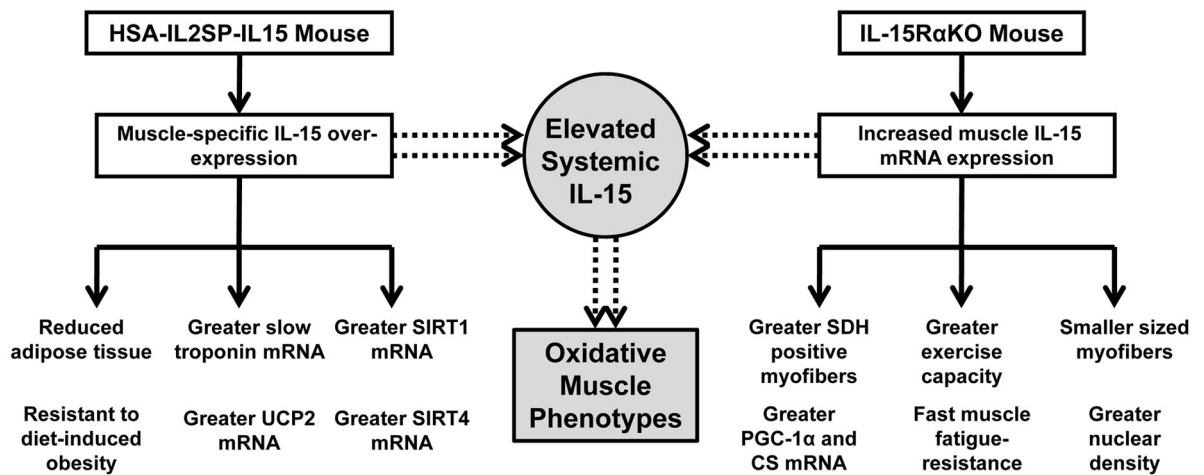 HSA-IL2SP-IL15 Mouse
IL-15RαKO Mouse
Muscle-specific IL-15 over-
expression
Elevated
Systemic
IL-15
Increased muscle IL-15
mRNA expression
Reduced
adipose tissue
Greater slow
troponin mRNA
Greater SIRT1
mRNA
Resistant to
diet-induced
obesity
Greater UCP2
mRNA
Greater SIRT4
mRNA
Oxidative
Muscle
Phenotypes
Greater SDH
positive
myofibers
Greater
exercise
capacity
Smaller sized
myofibers
Greater
PGC-1α and
CS mRNA
Fast muscle
fatigue-
resistance
Greater
nuclear
density